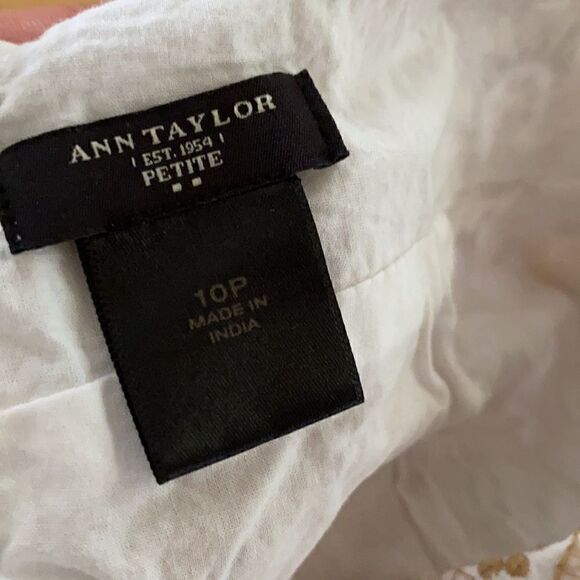 ANN TAYLOR
EST. 1954
PETITE
10P
MADE IN
INDIA